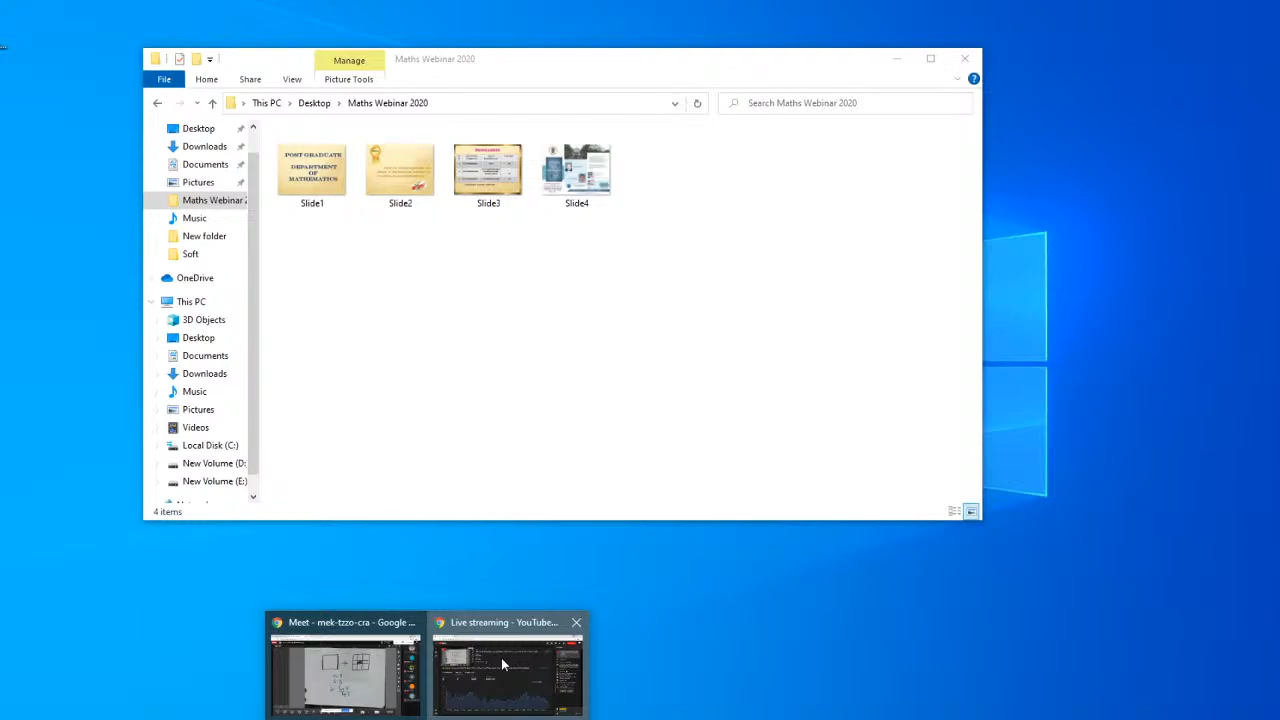 Manage
Maths Webinar 2020
File
Home
Share
View
Picture Tools
This PC
Desktop
Maths Webinar 2020
Search Maths Webinar 2020
Desktop
Downloads
Documents
Pictures
Maths Webinar 2
Music
New folder
Soft
OneDrive
This PC
3D Objects
Desktop
Documents
Downloads
Music
Pictures
Videos
Local Disk (C:)
New Volume (D:
New Volume (E:)
POST GRADUATE
DEPARTMENT
OF
MATHEMATICS
Slide1
Slide2
Slide3
Slide4
4 items
Meet - mek-tzzo-cra - Google ...
Live streaming - YouTube...